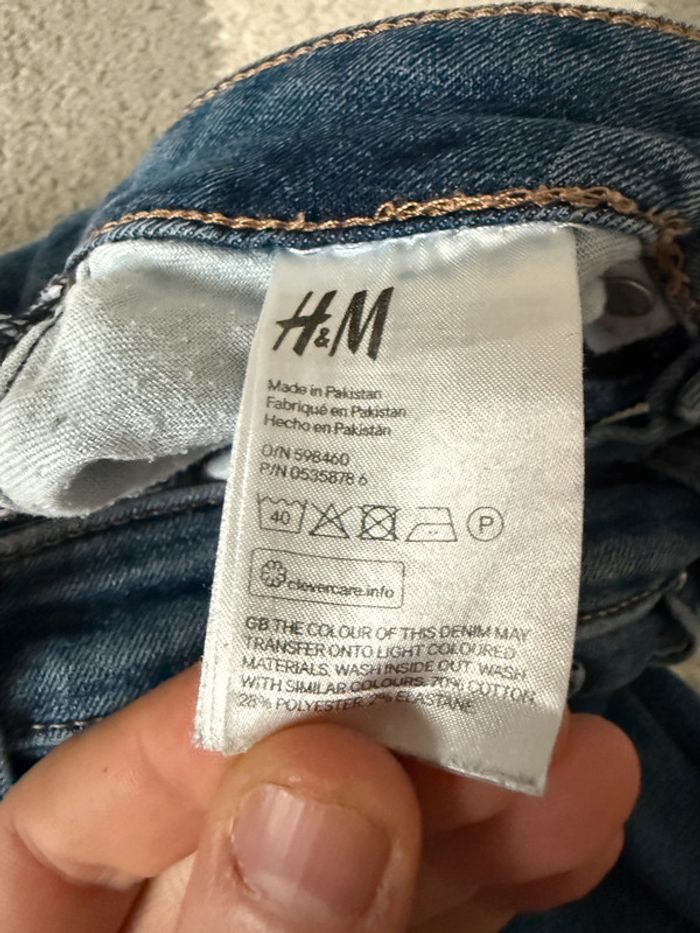 H&M
Made in Pakistan
Fabriqué en Pakistan
Hecho en Pakistán
O/N 598460
P/N 0535878 6
40
P
clevercare.info
GB THE COLOUR OF THIS DENIM MAY
TRANSFER ONTO LIGHT COLOURED
MATERIALS. WASH INSIDE OUT. WASH
WITH SIMILAR COLOURS. 70% COTTON,
28% POLYESTER, 2% ELASTANE